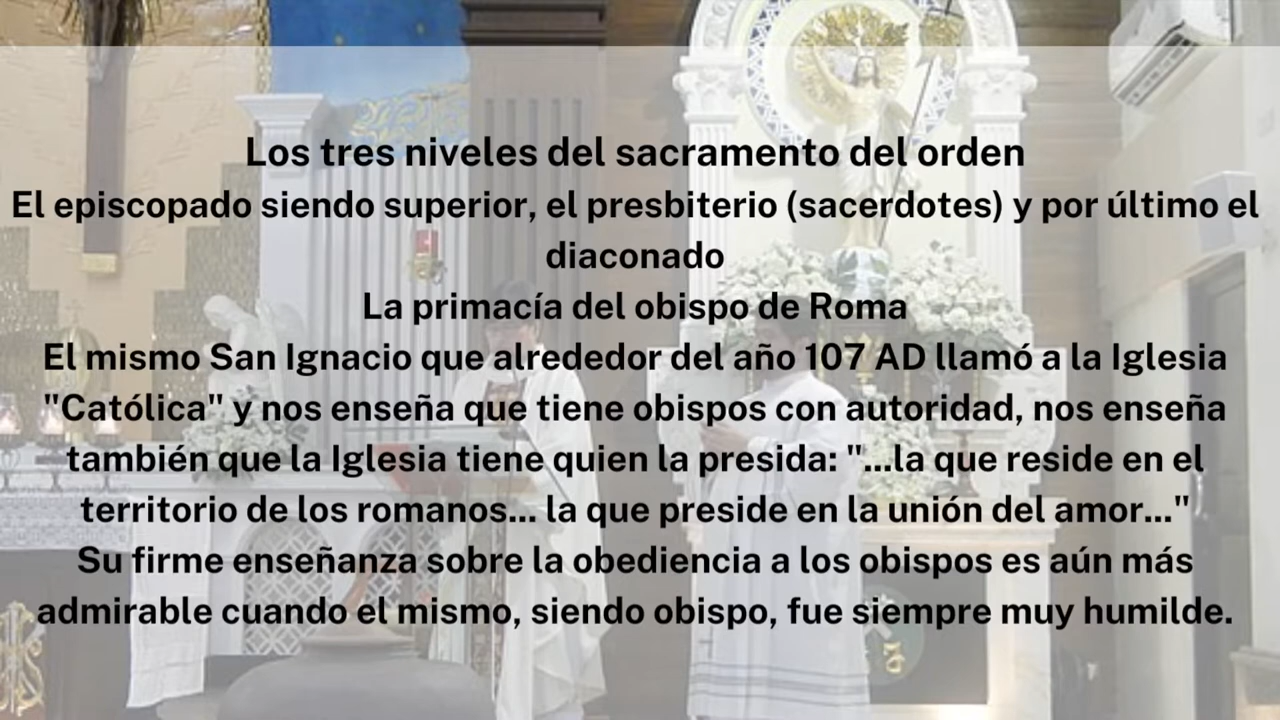 Los tres niveles del sacramento del orden
El episcopado siendo superior, el presbiterio (sacerdotes) y por último el
diaconado
La primacía del obispo de Roma
El mismo San Ignacio que alrededor del año 107 AD llamó a la Iglesia
"Católica" y nos enseña que tiene obispos con autoridad, nos enseña
también que la Iglesia tiene quien la presida: "...la que reside en el
territorio de los romanos... la que preside en la unión del amor..."
Su firme enseñanza sobre la obediencia a los obispos es aún más
admirable cuando el mismo, siendo obispo, fue siempre muy humilde.